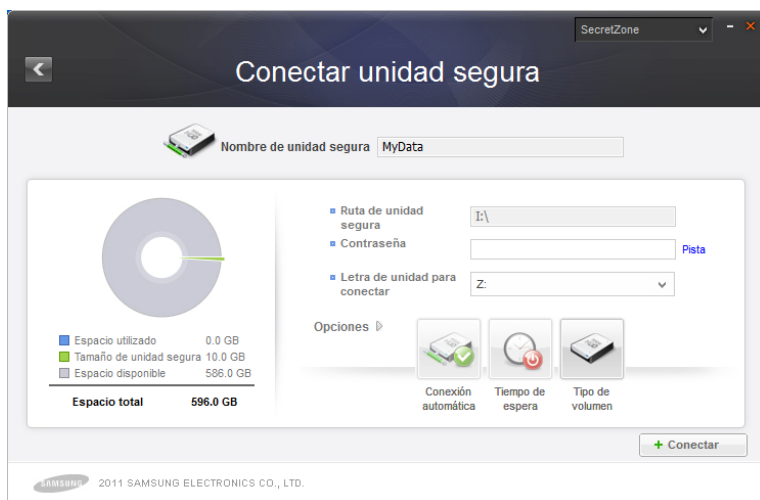 SecretZone
Conectar unidad segura
Nombre de unidad segura MyData
Ruta de unidad
segura
I:\
Contraseña
Pista
Letra de unidad para
conectar
Z:
Opciones
Espacio utilizado 0.0 GB
Tamaño de unidad segura 10.0 GB
Espacio disponible 586.0 GB
Espacio total 596.0 GB
Conexión
automática
Tiempo de
espera
Tipo de
volumen
+ Conectar
SAMSUNG 2011 SAMSUNG ELECTRONICS CO., LTD.